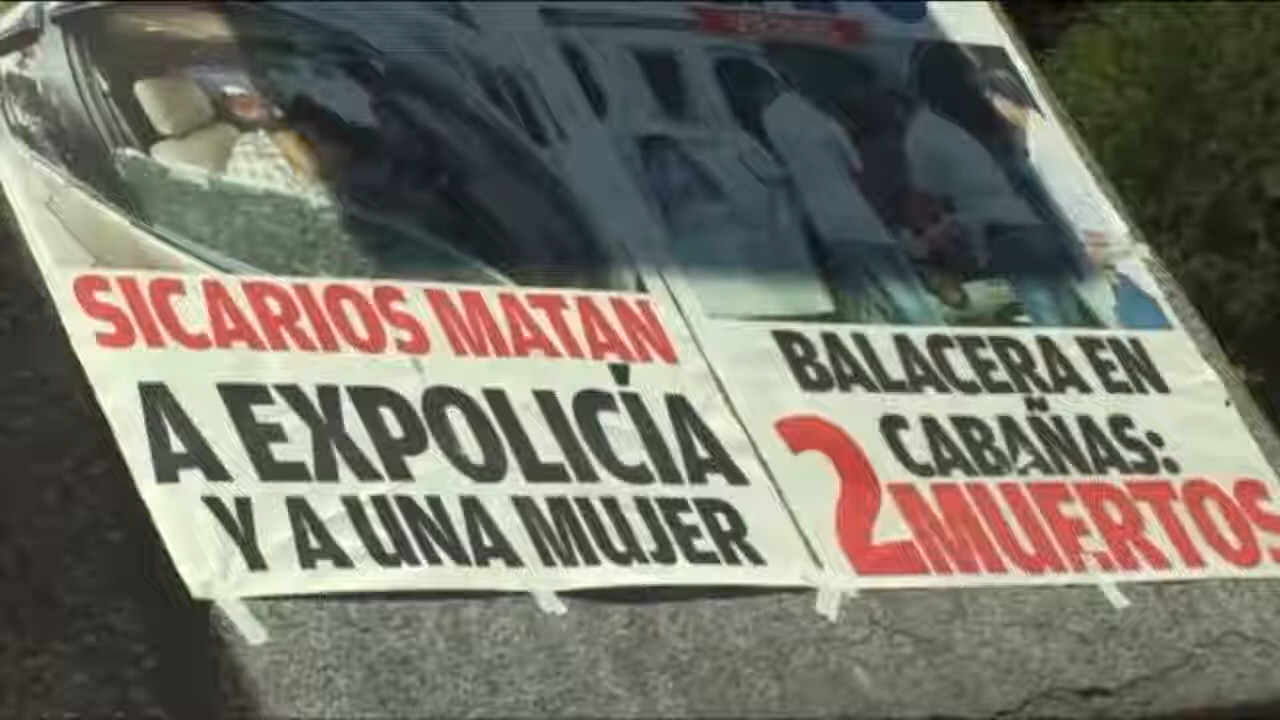 SICARIOS MATAN
A EXPOLICÍA
Y A UNA MUJER
BALACERA EN
CABAÑAS:
2 MUERTOS